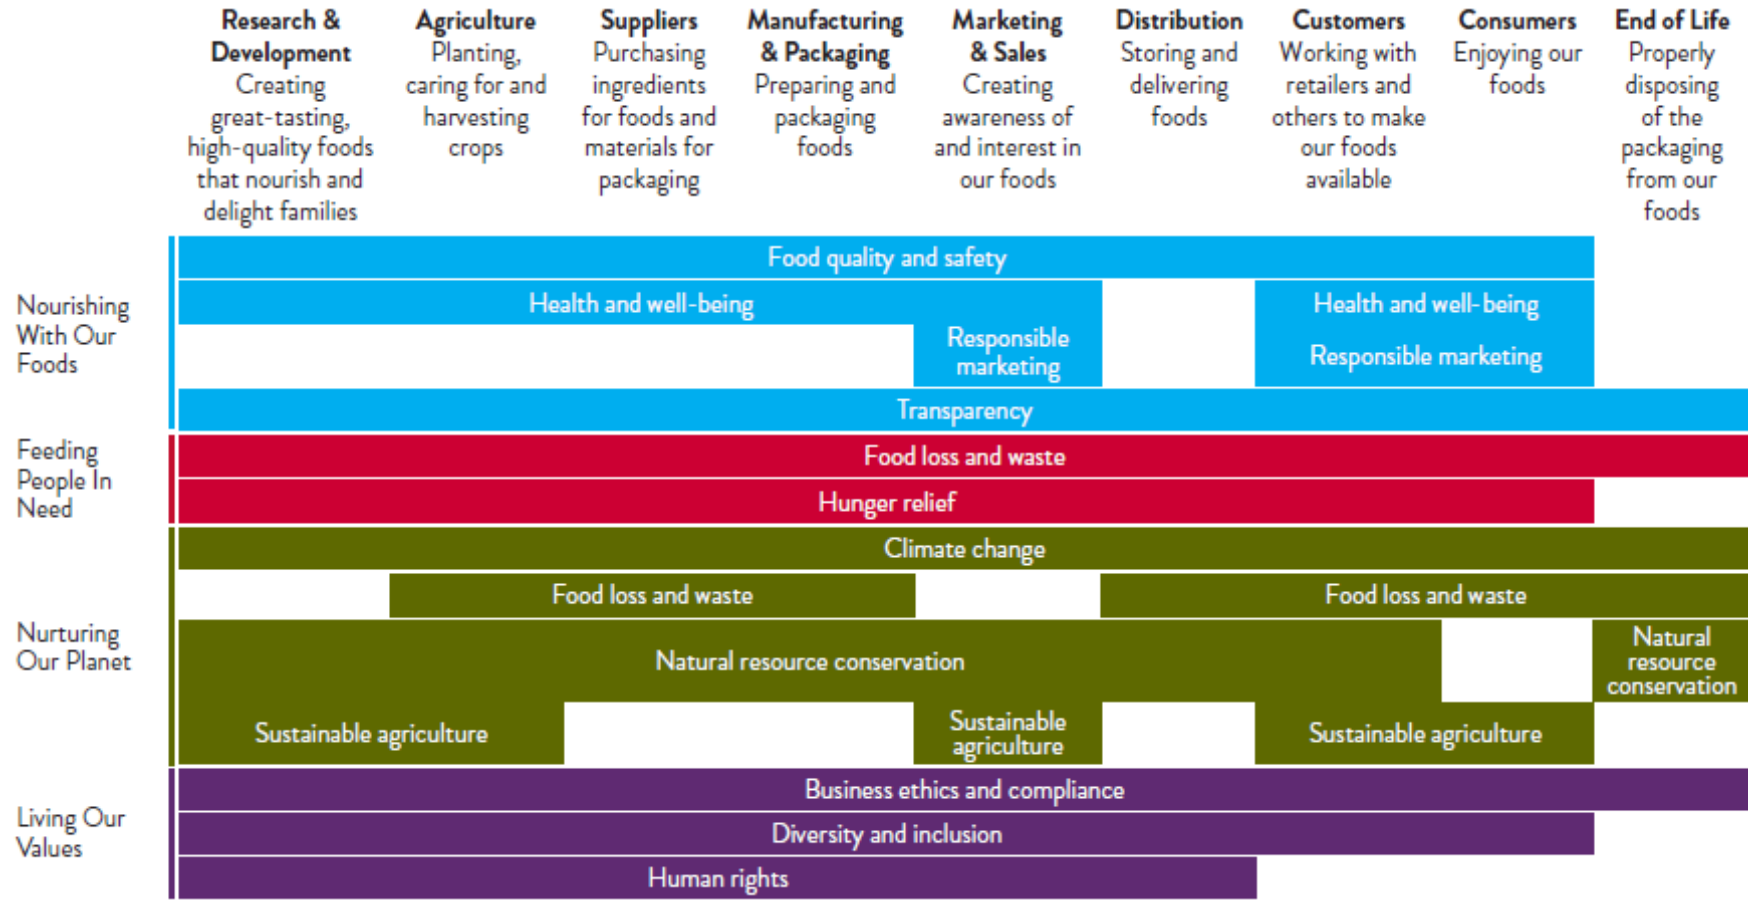 Research &
Development
Creating
great-tasting,
high-quality foods
that nourish and
delight families
Agriculture
Planting,
caring for and
harvesting
crops
Suppliers
Purchasing
ingredients
for foods and
materials for
packaging
Manufacturing
& Packaging
Preparing and
packaging
foods
Marketing
& Sales
Creating
awareness of
and interest in
our foods
Distribution
Storing and
delivering
foods
Customers
Working with
retailers and
others to make
our foods
available
Consumers
Enjoying our
foods
End of Life
Properly
disposing
of the
packaging
from our
foods
Nourishing
With Our
Foods
Food quality and safety
Health and well-being
Health and well-being
Responsible
marketing
Responsible marketing
Transparency
Feeding
People In
Need
Food loss and waste
Hunger relief
Nurturing
Our Planet
Climate change
Food loss and waste
Food loss and waste
Natural resource conservation
Natural
resource
conservation
Sustainable agriculture
Sustainable
agriculture
Sustainable agriculture
Living Our
Values
Business ethics and compliance
Diversity and inclusion
Human rights